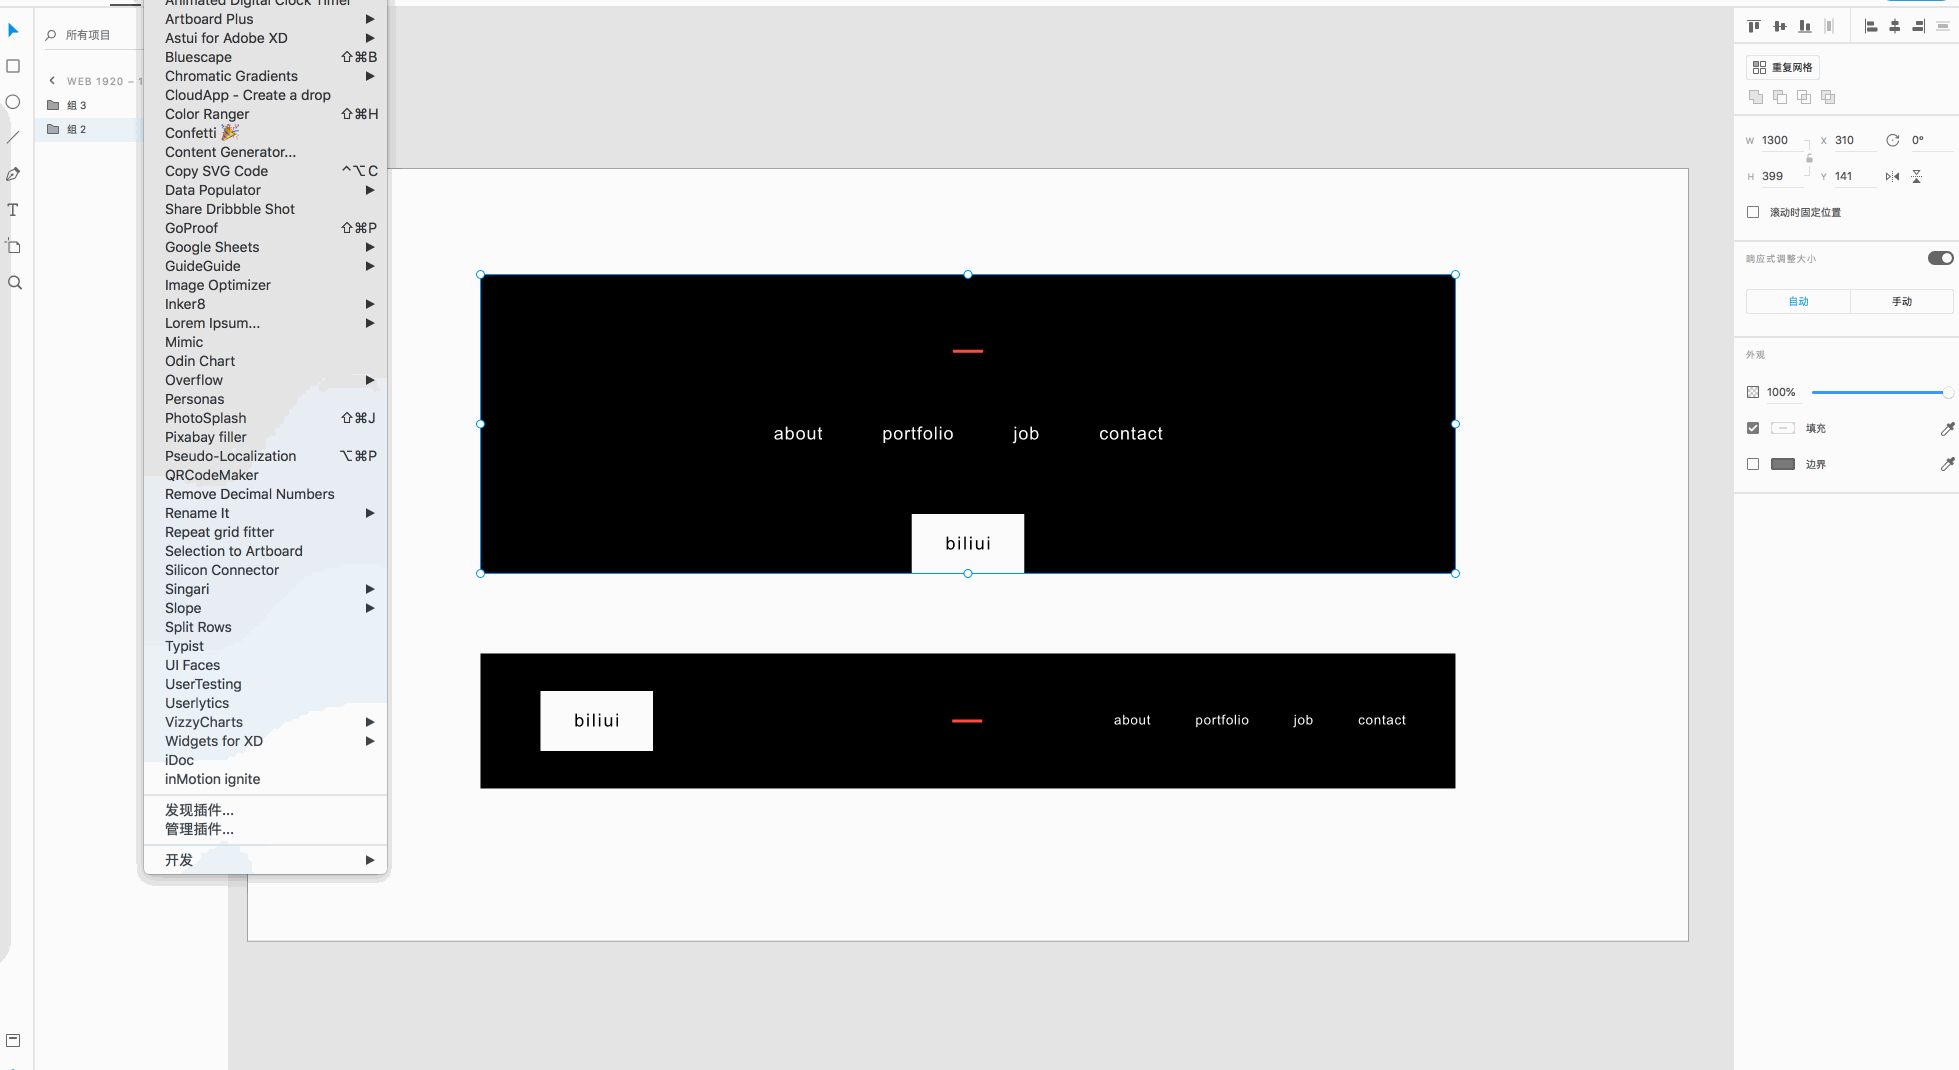 Animated Digital Clock Timer
Artboard Plus
Astui for Adobe XD
Bluescape ⇧⌘B
Chromatic Gradients
CloudApp - Create a drop
Color Ranger ⇧⌘H
Confetti 🎉
Content Generator...
Copy SVG Code ^⌥C
Data Populator
Share Dribbble Shot
GoProof ⇧⌘P
Google Sheets
GuideGuide
Image Optimizer
Inker8
Lorem Ipsum...
Mimic
Odin Chart
Overflow
Personas
PhotoSplash ⇧⌘J
Pixabay filler
Pseudo-Localization ⌥⌘P
QRCodeMaker
Remove Decimal Numbers
Rename It
Repeat grid fitter
Selection to Artboard
Silicon Connector
Singari
Slope
Split Rows
Typist
UI Faces
UserTesting
Userlytics
VizzyCharts
Widgets for XD
iDoc
inMotion ignite
发现插件...
管理插件...
开发
所有项目
WEB 1920 – 1
组 3
组 2
about portfolio job contact
biliui
biliui
about portfolio job contact
重复网格
W 1300 X 310 0°
H 399 Y 141
滚动时固定位置
响应式调整大小
自动 手动
外观
100%
填充
边界